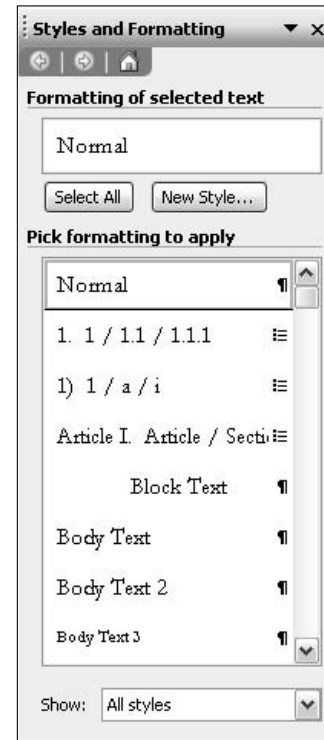 Styles and Formatting
Formatting of selected text
Normal
Select All New Style...
Pick formatting to apply
Normal ¶
1. 1 / 1.1 / 1.1.1
1) 1 / a / i
Article I. Article / Secti
Block Text ¶
Body Text ¶
Body Text 2 ¶
Body Text 3 ¶
Show: All styles